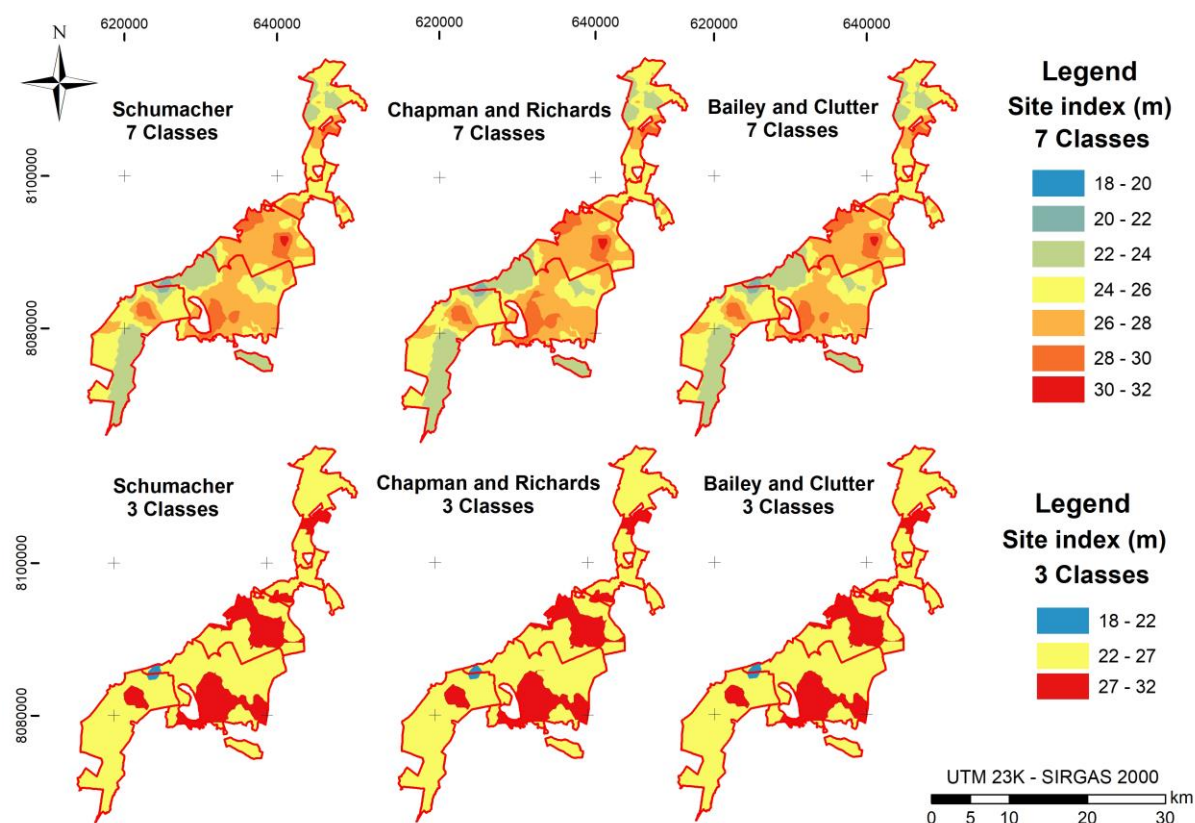 620000
640000
620000
640000
620000
640000
N
Schumacher
7 Classes
Chapman and Richards
7 Classes
Bailey and Clutter
7 Classes
8100000
8080000
Legend
Site index (m)
7 Classes
18 - 20
20 - 22
22 - 24
24 - 26
26 - 28
28 - 30
30 - 32
Schumacher
3 Classes
Chapman and Richards
3 Classes
Bailey and Clutter
3 Classes
8100000
8080000
Legend
Site index (m)
3 Classes
18 - 22
22 - 27
27 - 32
UTM 23K - SIRGAS 2000
km
0 5 10 20 30